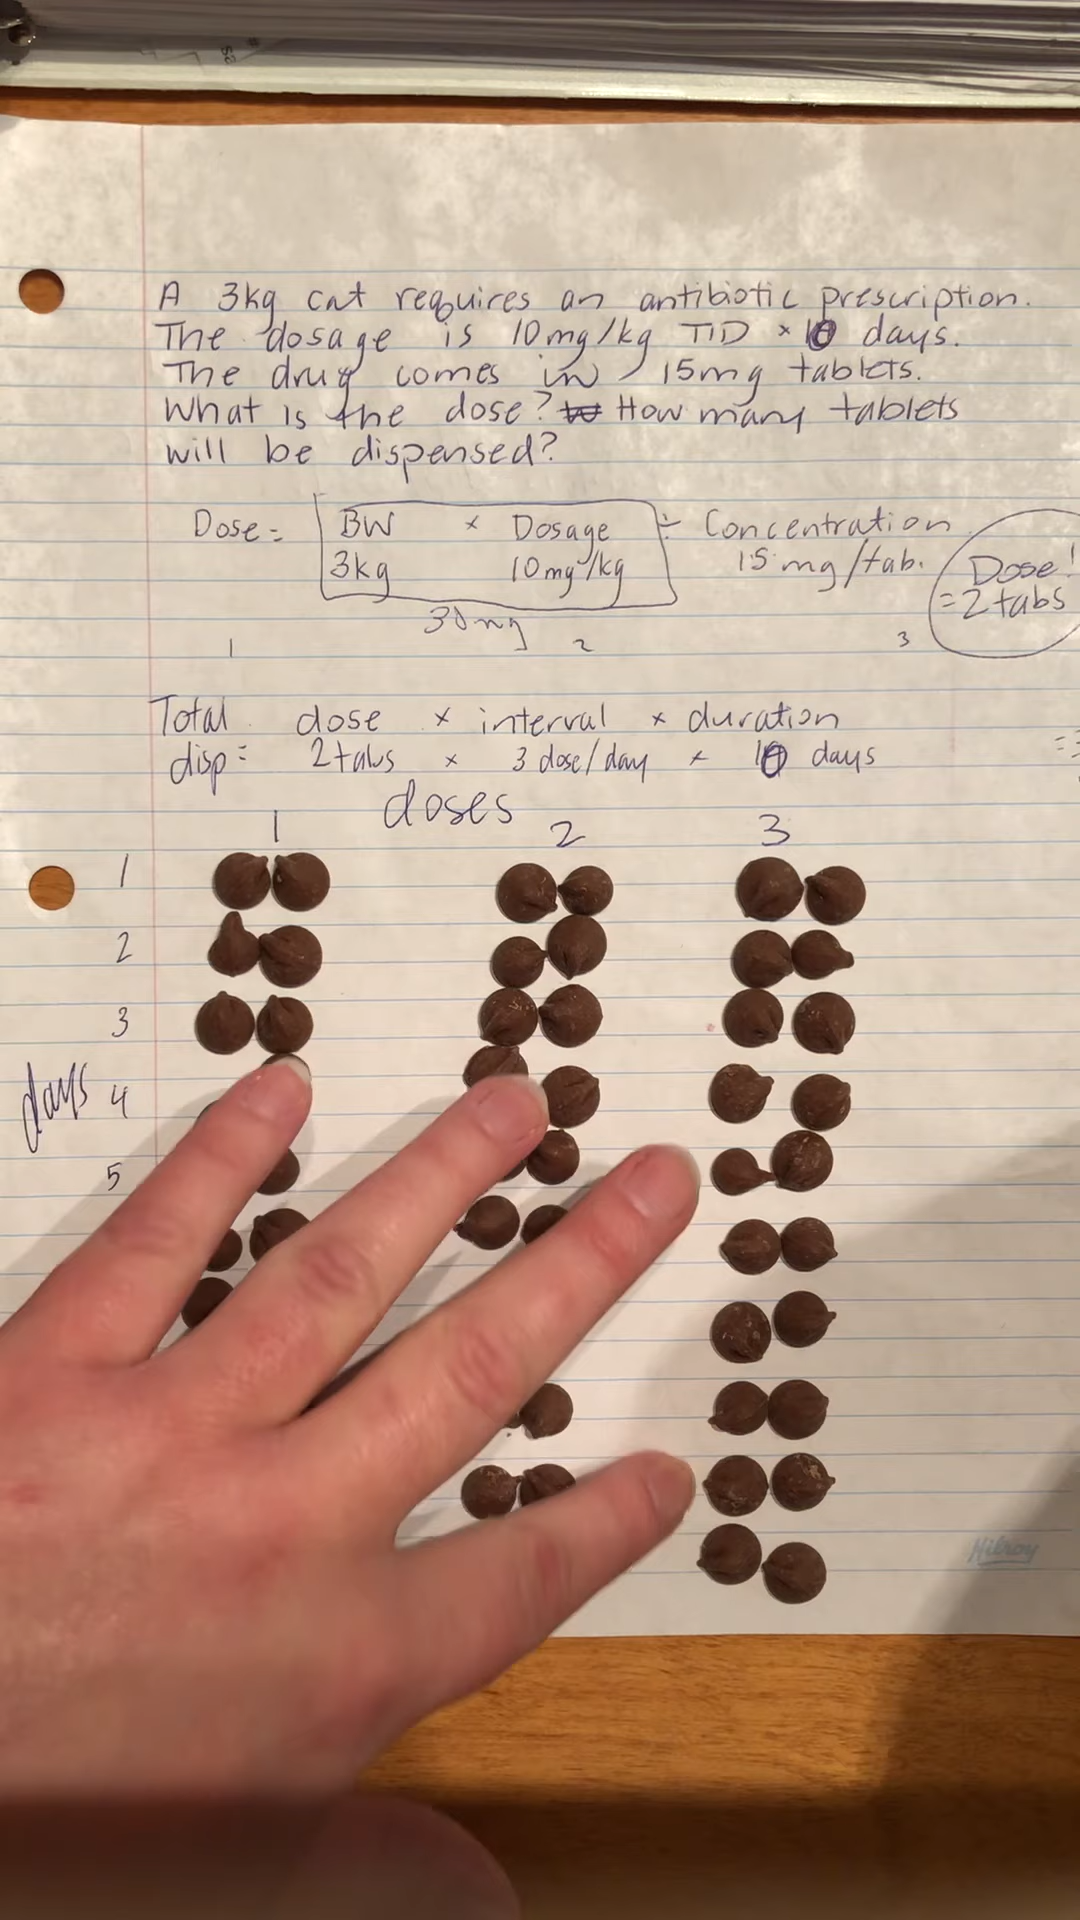 A 3kg cat requires an antibiotic prescription.
The dosage is 10mg/kg TID × 10 days.
The drug comes in 15mg tablets.
What is the dose? How many tablets
will be dispensed?
Dose = BW × Dosage ÷ Concentration
3kg 10mg/kg 15mg/tab.
Dose!
= 2 tabs
30mg
1 2 3
Total dose × interval × duration
disp: 2tabs × 3 dose/day × 10 days
doses
1 2 3
1
2
3
days 4
5
Hilroy